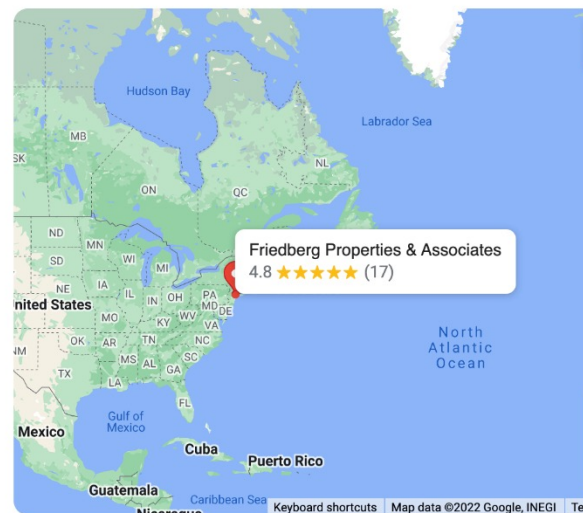 Hudson Bay
Labrador Sea
MB
SK
NL
ON
QC
ND
MN
SD
WI
MI
Friedberg Properties & Associates
4.8 ★★★★★ (17)
NE
IA
IL
IN
OH
PA
MD
DE
nited States
MO
KY
WV
VA
NM
OK
AR
TN
NC
SC
MS
AL
GA
TX
LA
FL
North
Atlantic
Ocean
Gulf of
Mexico
Mexico
Cuba
Puerto Rico
Guatemala
Caribbean Sea
Nicaragua
Keyboard shortcuts
Map data ©2022 Google, INEGI
Te